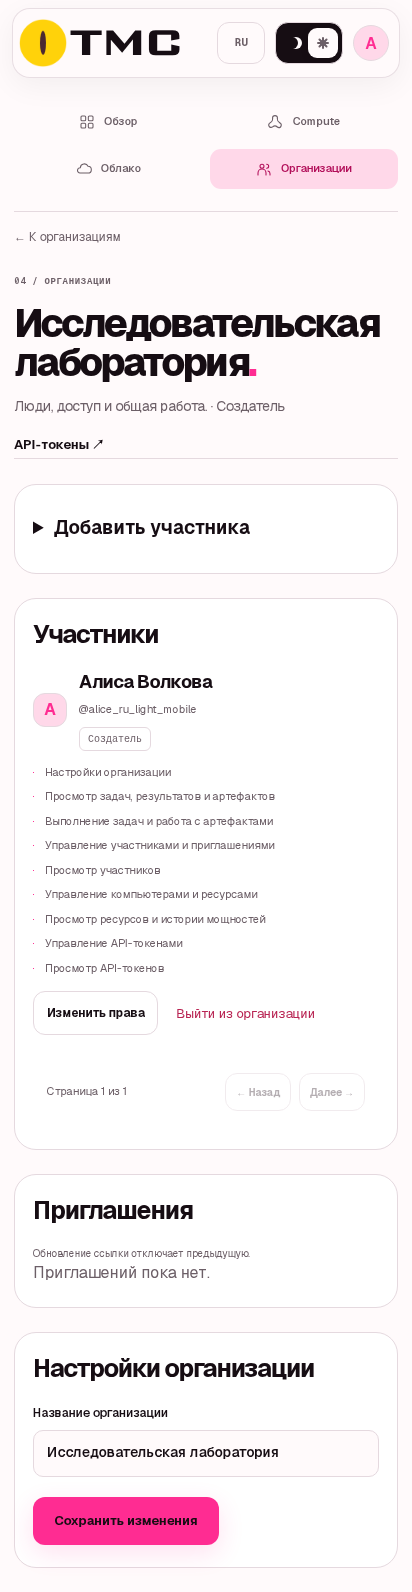 TMC
RU
A
Обзор
Compute
Облако
Организации
← К организациям
04 / ОРГАНИЗАЦИИ
Исследовательская
лаборатория.
Люди, доступ и общая работа. · Создатель
API-токены ↗
▶ Добавить участника
Участники
Алиса Волкова
A
@alice_ru_light_mobile
Создатель
· Настройки организации
· Просмотр задач, результатов и артефактов
· Выполнение задач и работа с артефактами
· Управление участниками и приглашениями
· Просмотр участников
· Управление компьютерами и ресурсами
· Просмотр ресурсов и истории мощностей
· Управление API-токенами
· Просмотр API-токенов
Изменить права
Выйти из организации
Страница 1 из 1
← Назад
Далее →
Приглашения
Обновление ссылки отключает предыдущую.
Приглашений пока нет.
Настройки организации
Название организации
Исследовательская лаборатория
Сохранить изменения